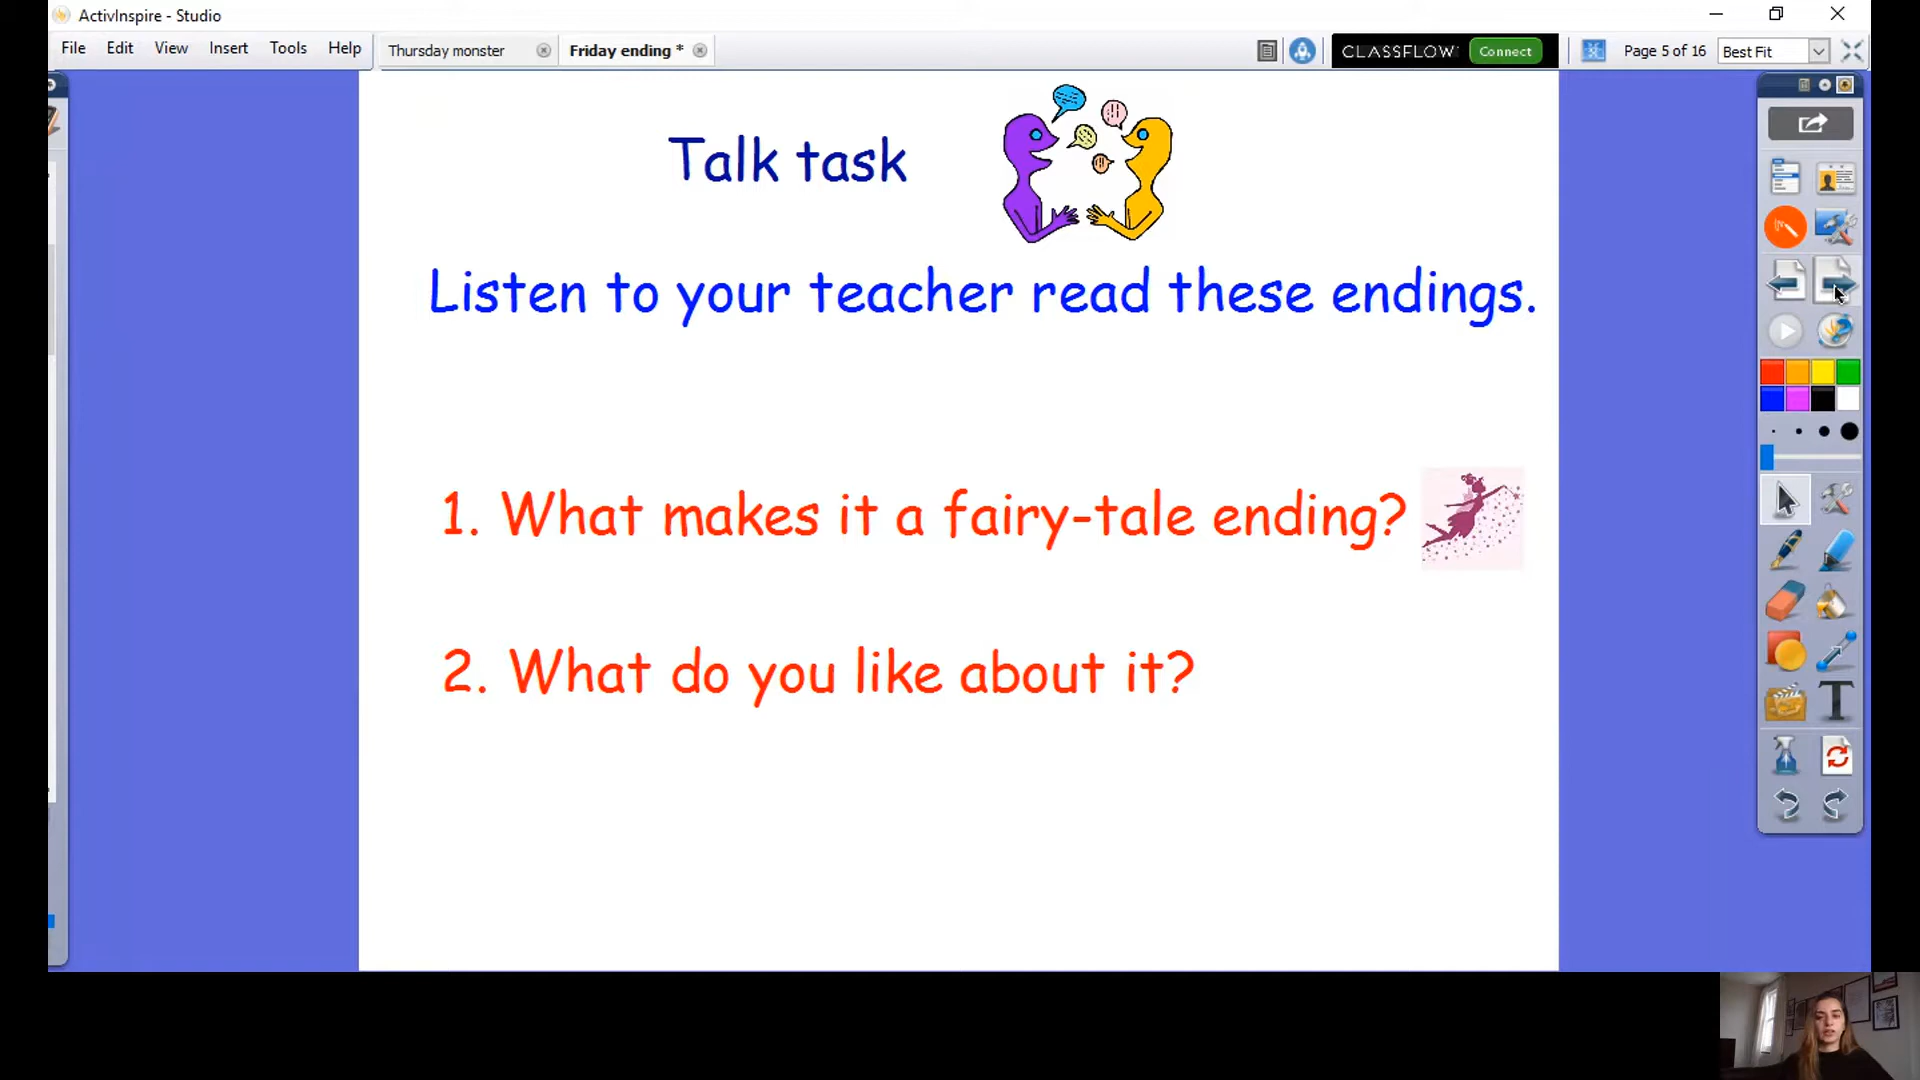 ActivInspire - Studio
File Edit View Insert Tools Help
Thursday monster
Friday ending *
CLASSFLOW
Connect
Page 5 of 16
Best Fit
Talk task
Listen to your teacher read these endings.
1. What makes it a fairy-tale ending?
2. What do you like about it?
T